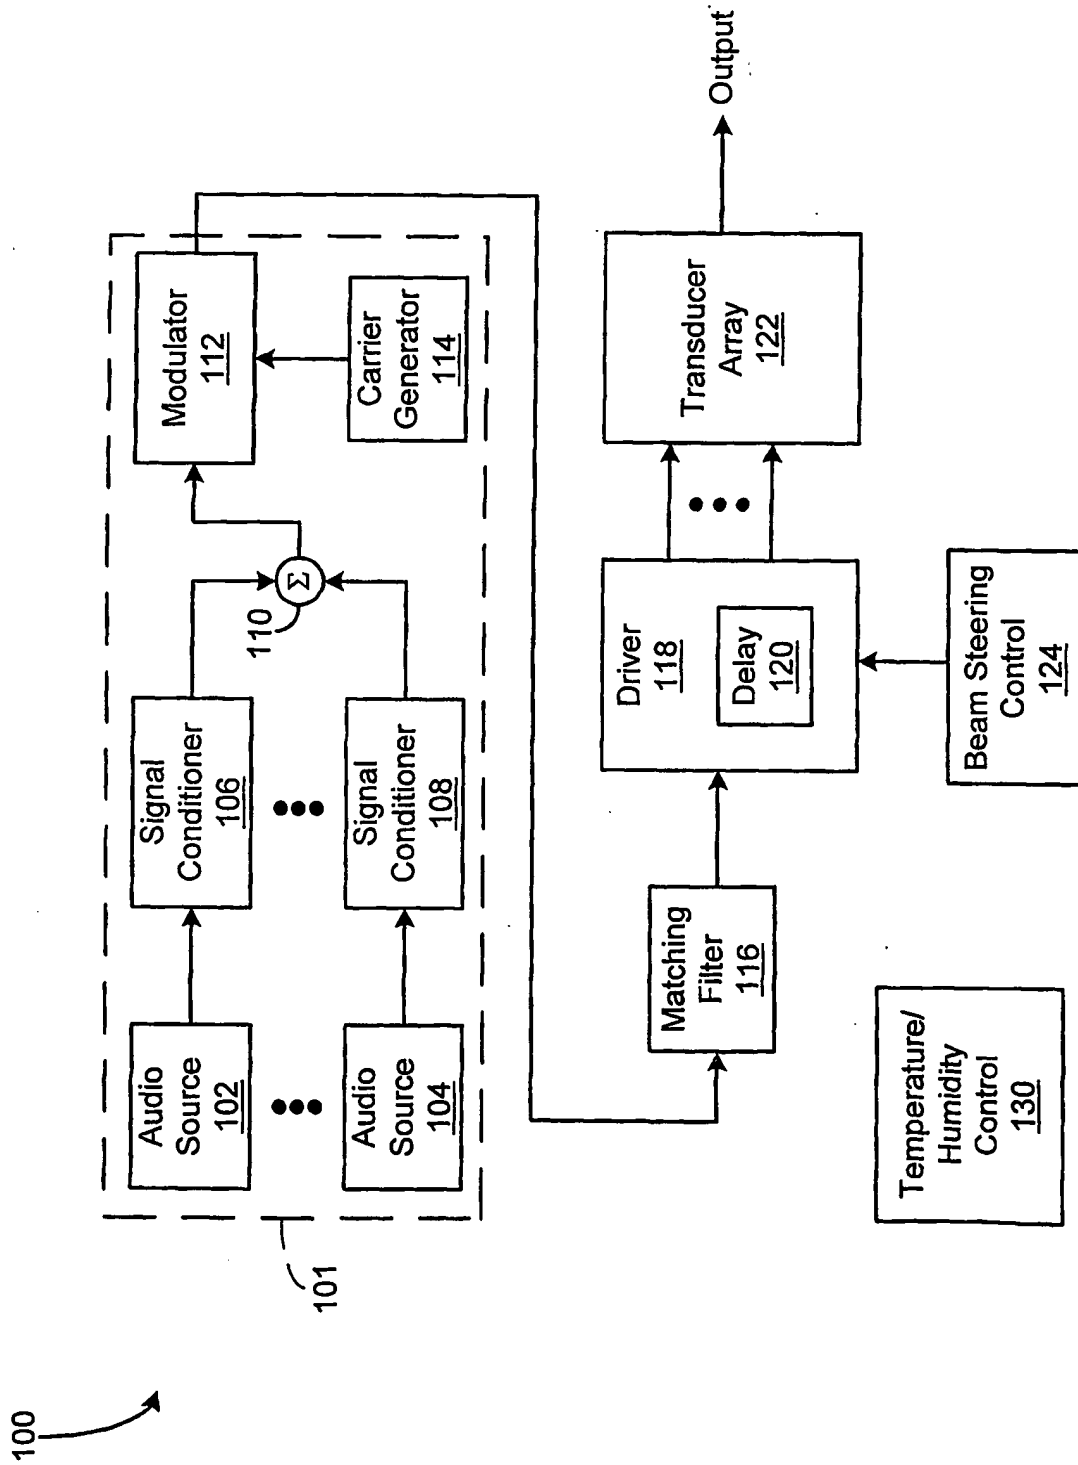 100
101
Audio
Source
102
Signal
Conditioner
106
Modulator
112
110
Σ
Audio
Source
104
Signal
Conditioner
108
Carrier
Generator
114
Matching
Filter
116
Driver
118
Delay
120
Transducer
Array
122
Output
Temperature/
Humidity
Control
130
Beam Steering
Control
124